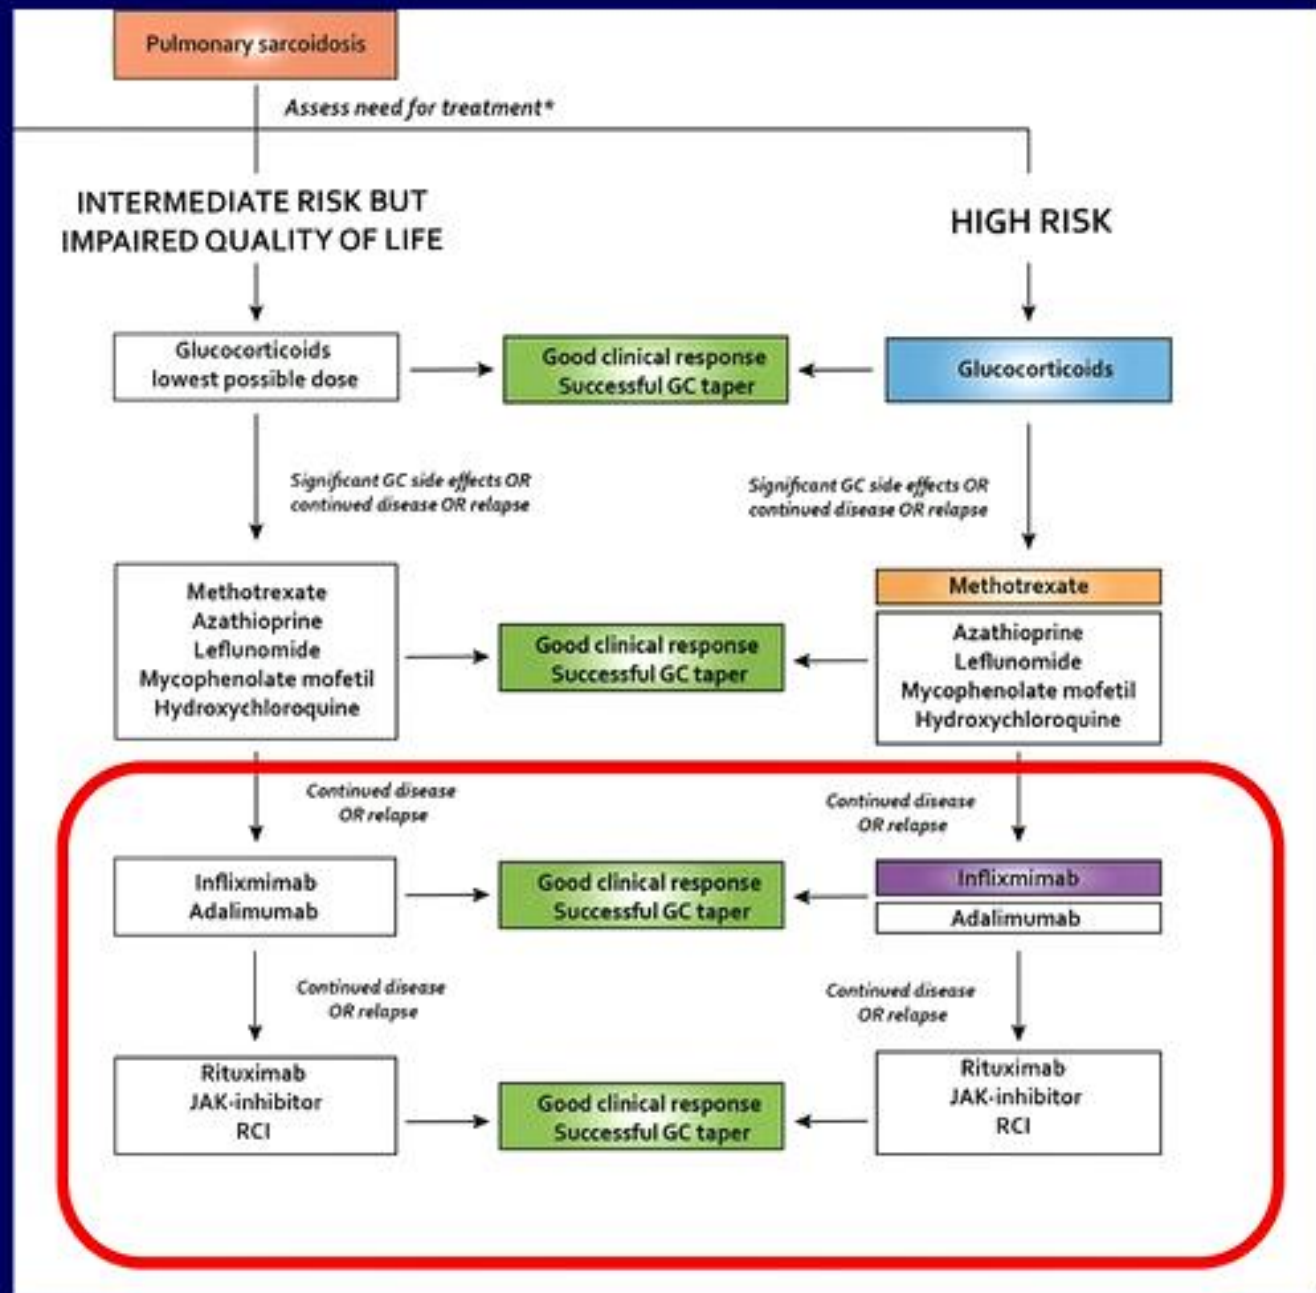 Pulmonary sarcoidosis
Assess need for treatment*
INTERMEDIATE RISK BUT
IMPAIRED QUALITY OF LIFE
HIGH RISK
Glucocorticoids
lowest possible dose
Good clinical response
Successful GC taper
Glucocorticoids
Significant GC side effects OR
continued disease OR relapse
Significant GC side effects OR
continued disease OR relapse
Methotrexate
Azathioprine
Leflunomide
Mycophenolate mofetil
Hydroxychloroquine
Good clinical response
Successful GC taper
Methotrexate
Azathioprine
Leflunomide
Mycophenolate mofetil
Hydroxychloroquine
Continued disease
OR relapse
Continued disease
OR relapse
Inflixmimab
Adalimumab
Good clinical response
Successful GC taper
Inflixmimab
Adalimumab
Continued disease
OR relapse
Continued disease
OR relapse
Rituximab
JAK-inhibitor
RCI
Good clinical response
Successful GC taper
Rituximab
JAK-inhibitor
RCI